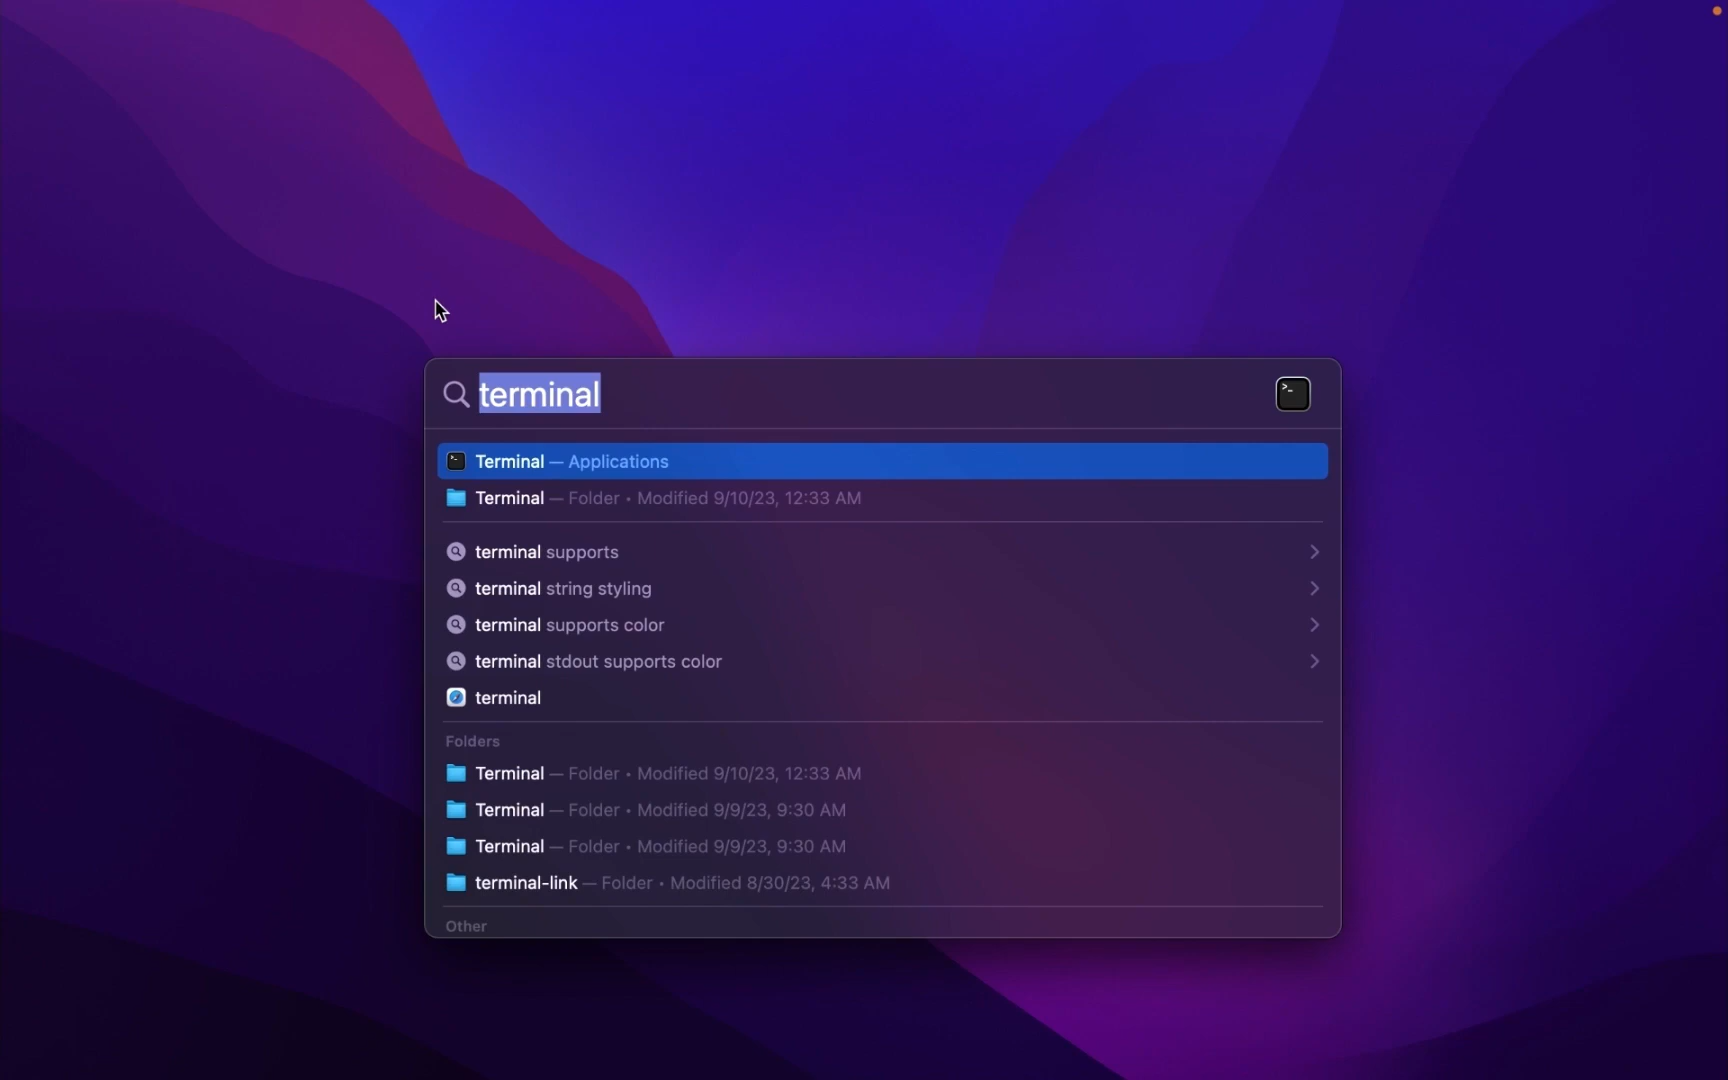 terminal
Terminal — Applications
Terminal — Folder • Modified 9/10/23, 12:33 AM
terminal supports
terminal string styling
terminal supports color
terminal stdout supports color
terminal
Folders
Terminal — Folder • Modified 9/10/23, 12:33 AM
Terminal — Folder • Modified 9/9/23, 9:30 AM
Terminal — Folder • Modified 9/9/23, 9:30 AM
terminal-link — Folder • Modified 8/30/23, 4:33 AM
Other